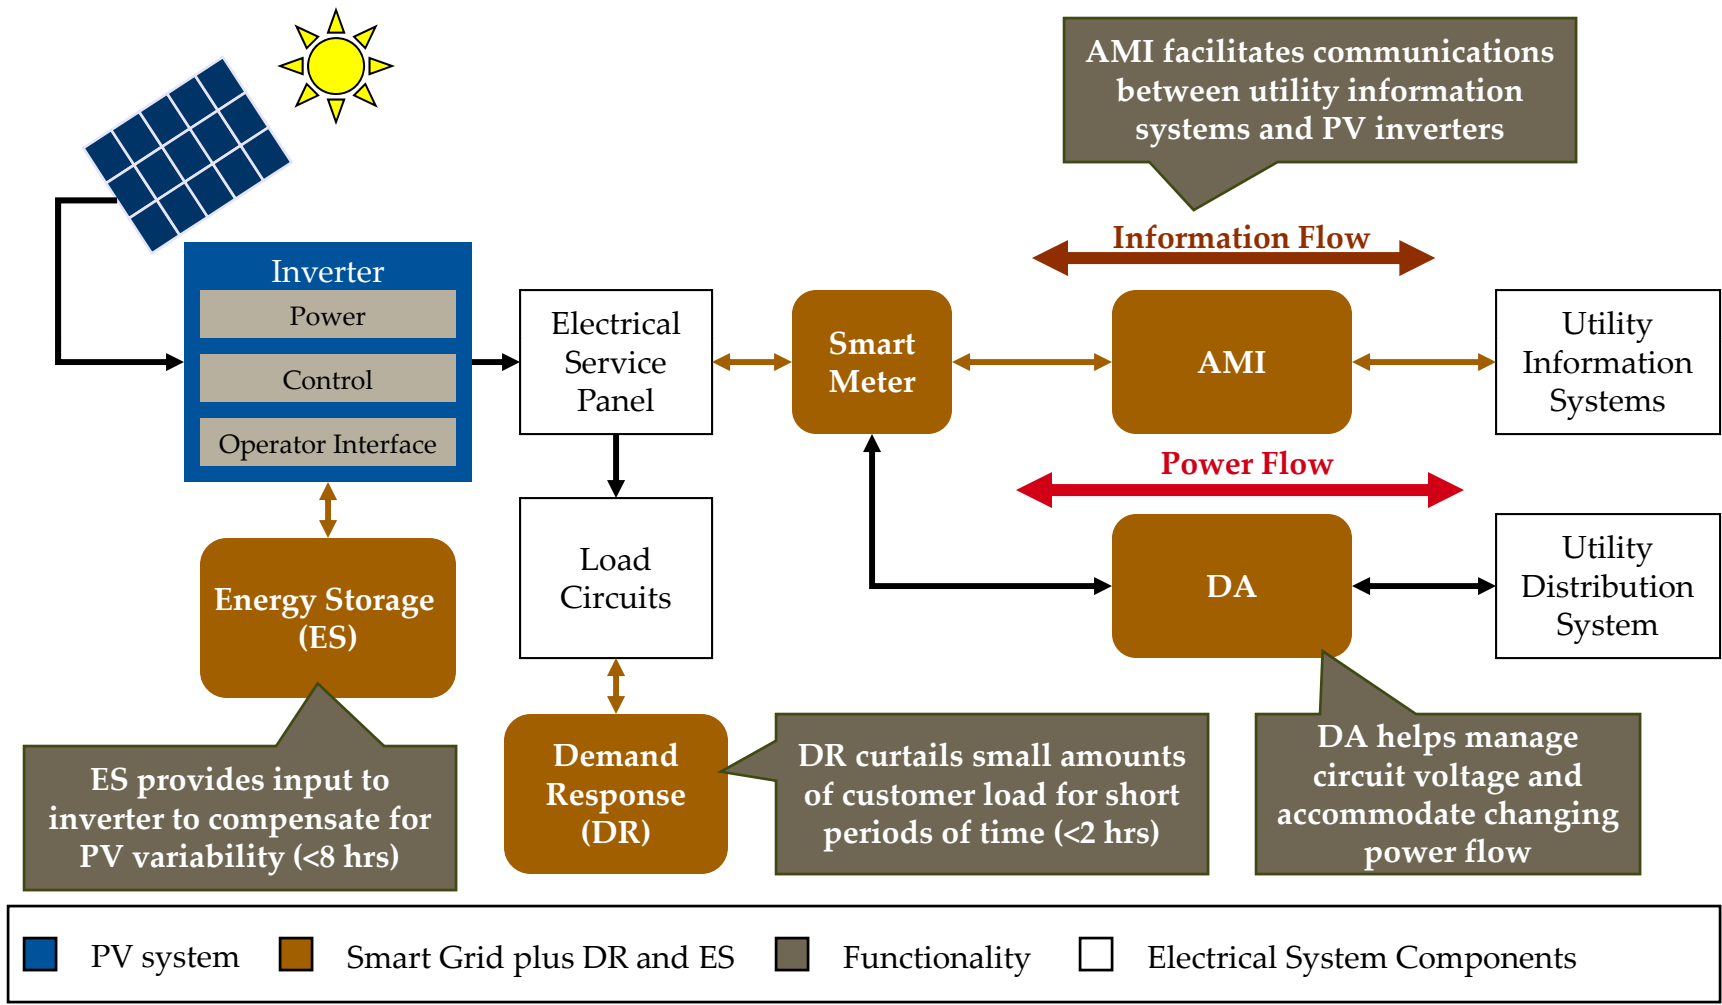 AMI facilitates communications
between utility information
systems and PV inverters
Information Flow
Inverter
Power
Control
Operator Interface
Electrical
Service
Panel
Smart
Meter
AMI
Utility
Information
Systems
Power Flow
Energy Storage
(ES)
Load
Circuits
DA
Utility
Distribution
System
ES provides input to
inverter to compensate for
PV variability (<8 hrs)
Demand
Response
(DR)
DR curtails small amounts
of customer load for short
periods of time (<2 hrs)
DA helps manage
circuit voltage and
accommodate changing
power flow
PV system
Smart Grid plus DR and ES
Functionality
Electrical System Components